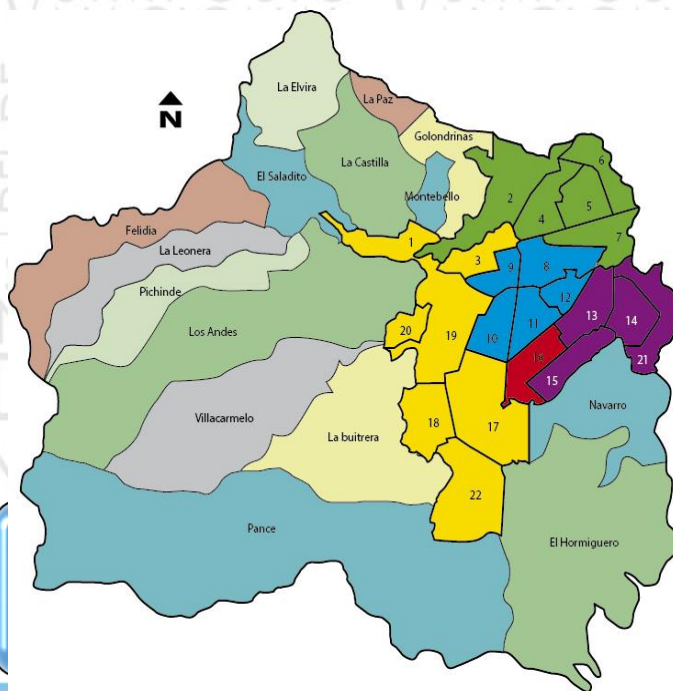 La Elvira
La Paz
N
Golondrinas
La Castilla
El Saladito
Montebello
6
2
5
4
Felidia
1
7
La Leonera
3
9
8
Pichinde
12
13
14
20
19
11
Los Andes
10
16
21
15
Navarro
Villacarmelo
18
17
La buitrera
22
Pance
El Hormiguero